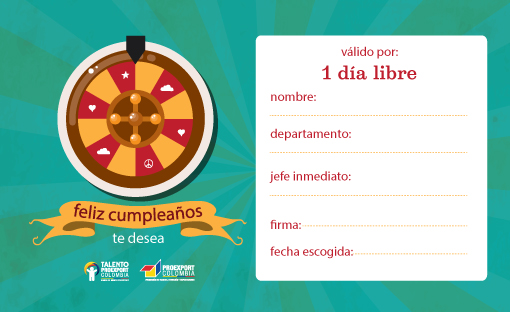 feliz cumpleaños
te desea
TALENTO
PROEXPORT
COLOMBIA
PROEXPORT
COLOMBIA
válido por:
1 día libre
nombre:
departamento:
jefe inmediato:
firma:
fecha escogida: